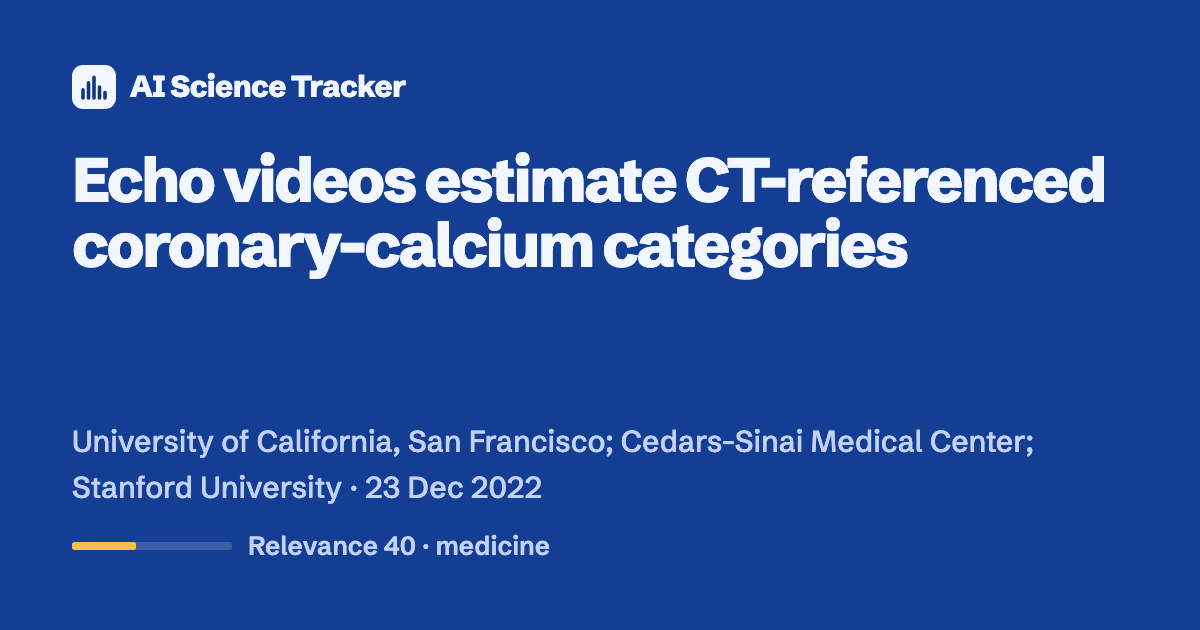 AI Science Tracker
Echo videos estimate CT-referenced
coronary-calcium categories
University of California, San Francisco; Cedars-Sinai Medical Center;
Stanford University · 23 Dec 2022
Relevance 40 · medicine